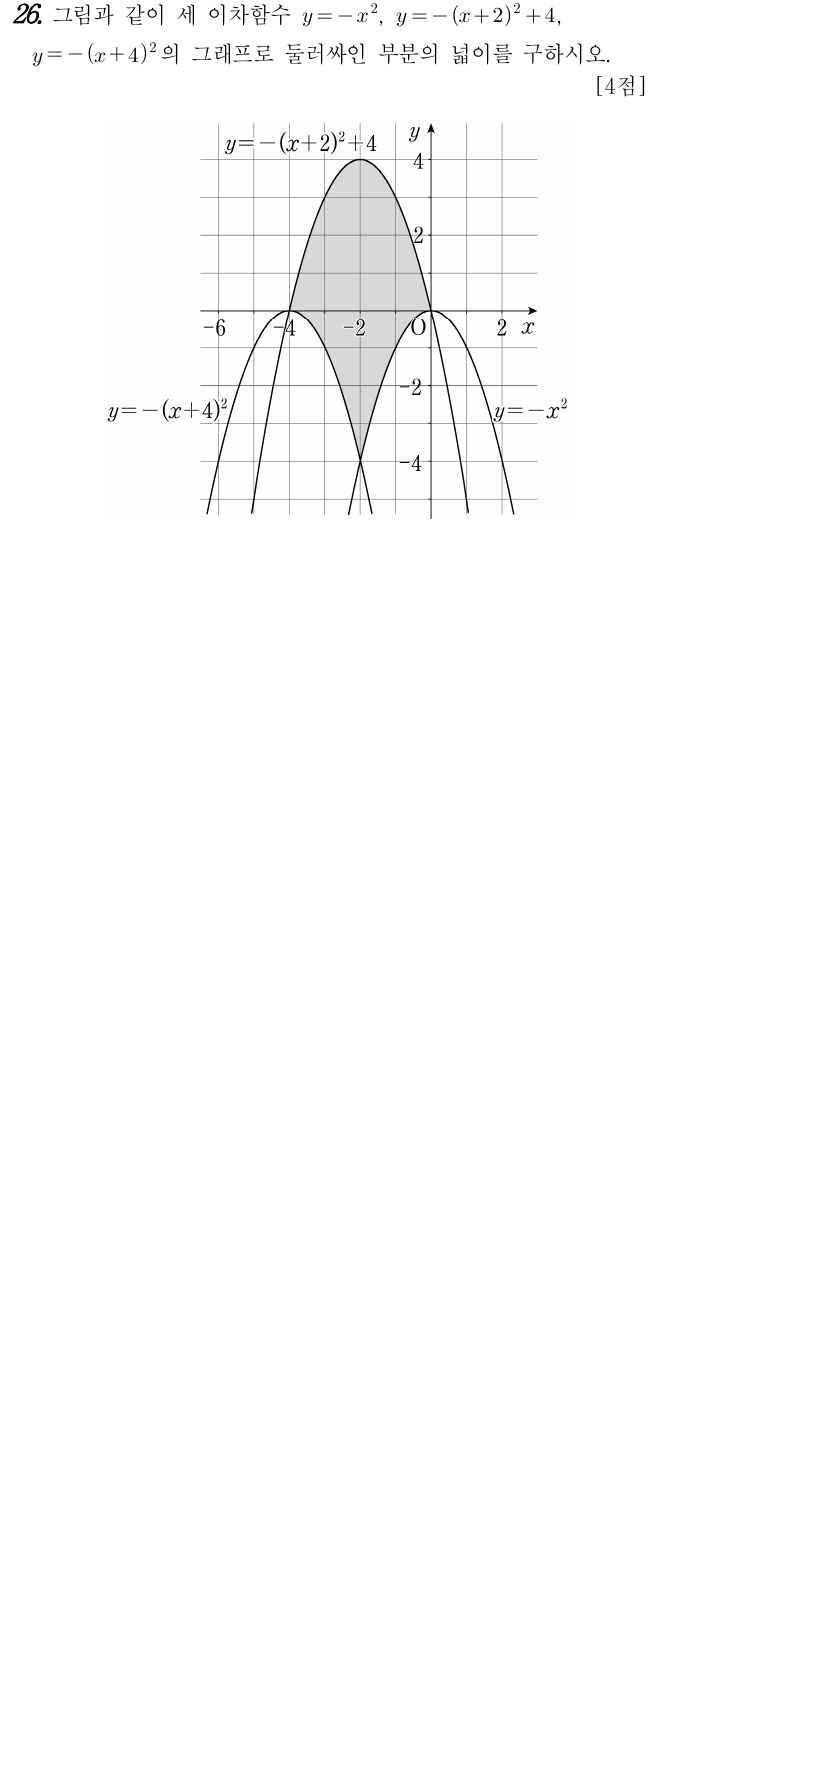 26. 그림과 같이 세 이차함수 y=-x², y=-(x+2)²+4,
y=-(x+4)²의 그래프로 둘러싸인 부분의 넓이를 구하시오.
[4점]
y=-(x+2)²+4
y
4
2
-6
-4
-2
O
2
x
-2
y=-(x+4)²
y=-x²
-4